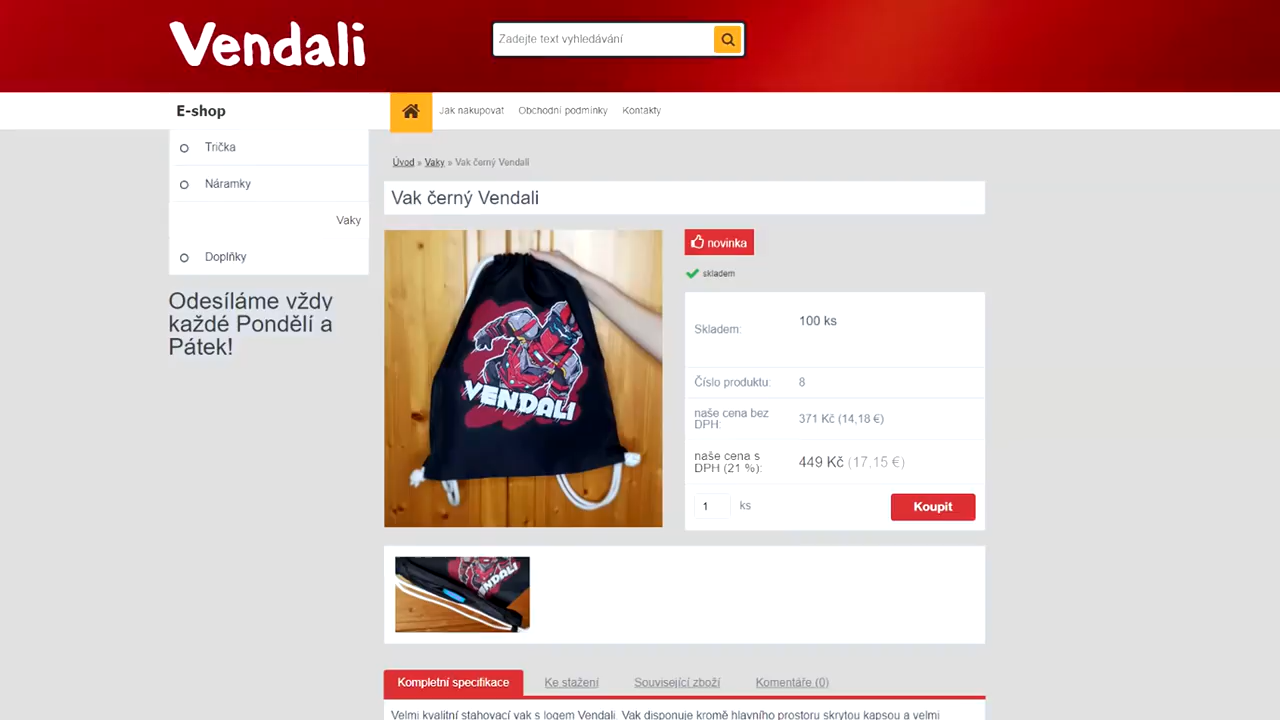 Vendali
Zadejte text vyhledávání
E-shop
Jak nakupovat
Obchodní podmínky
Kontakty
Trička
Náramky
Vaky
Doplňky
Odesíláme vždy
každé Pondělí a
Pátek!
Úvod » Vaky » Vak černý Vendali
Vak černý Vendali
VENDALI
novinka
skladem
Skladem:
100 ks
Číslo produktu:
8
naše cena bez
DPH:
371 Kč (14,18 €)
naše cena s
DPH (21 %):
449 Kč (17,15 €)
1
ks
Koupit
VENDALI
Kompletní specifikace
Ke stažení
Související zboží
Komentáře (0)
Velmi kvalitní stahovací vak s logem Vendali. Vak disponuje kromě hlavního prostoru skrytou kapsou a velmi